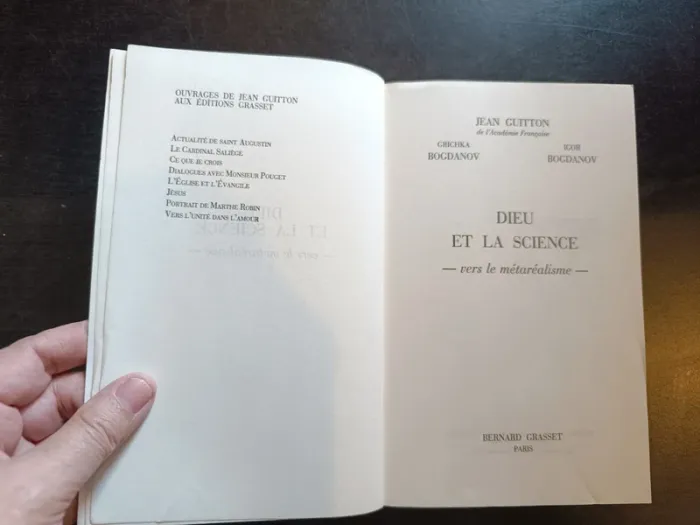 OUVRAGES DE JEAN GUITTON
AUX ÉDITIONS GRASSET
ACTUALITÉ DE SAINT AUGUSTIN
LE CARDINAL SALIÈGE
CE QUE JE CROIS
DIALOGUES AVEC MONSIEUR POUGET
L'ÉGLISE ET L'ÉVANGILE
JÉSUS
PORTRAIT DE MARTHE ROBIN
VERS L'UNITÉ DANS L'AMOUR
JEAN GUITTON
de l'Académie Française
GRICHKA IGOR
BOGDANOV BOGDANOV
DIEU
ET LA SCIENCE
— vers le métaréalisme —
BERNARD GRASSET
PARIS